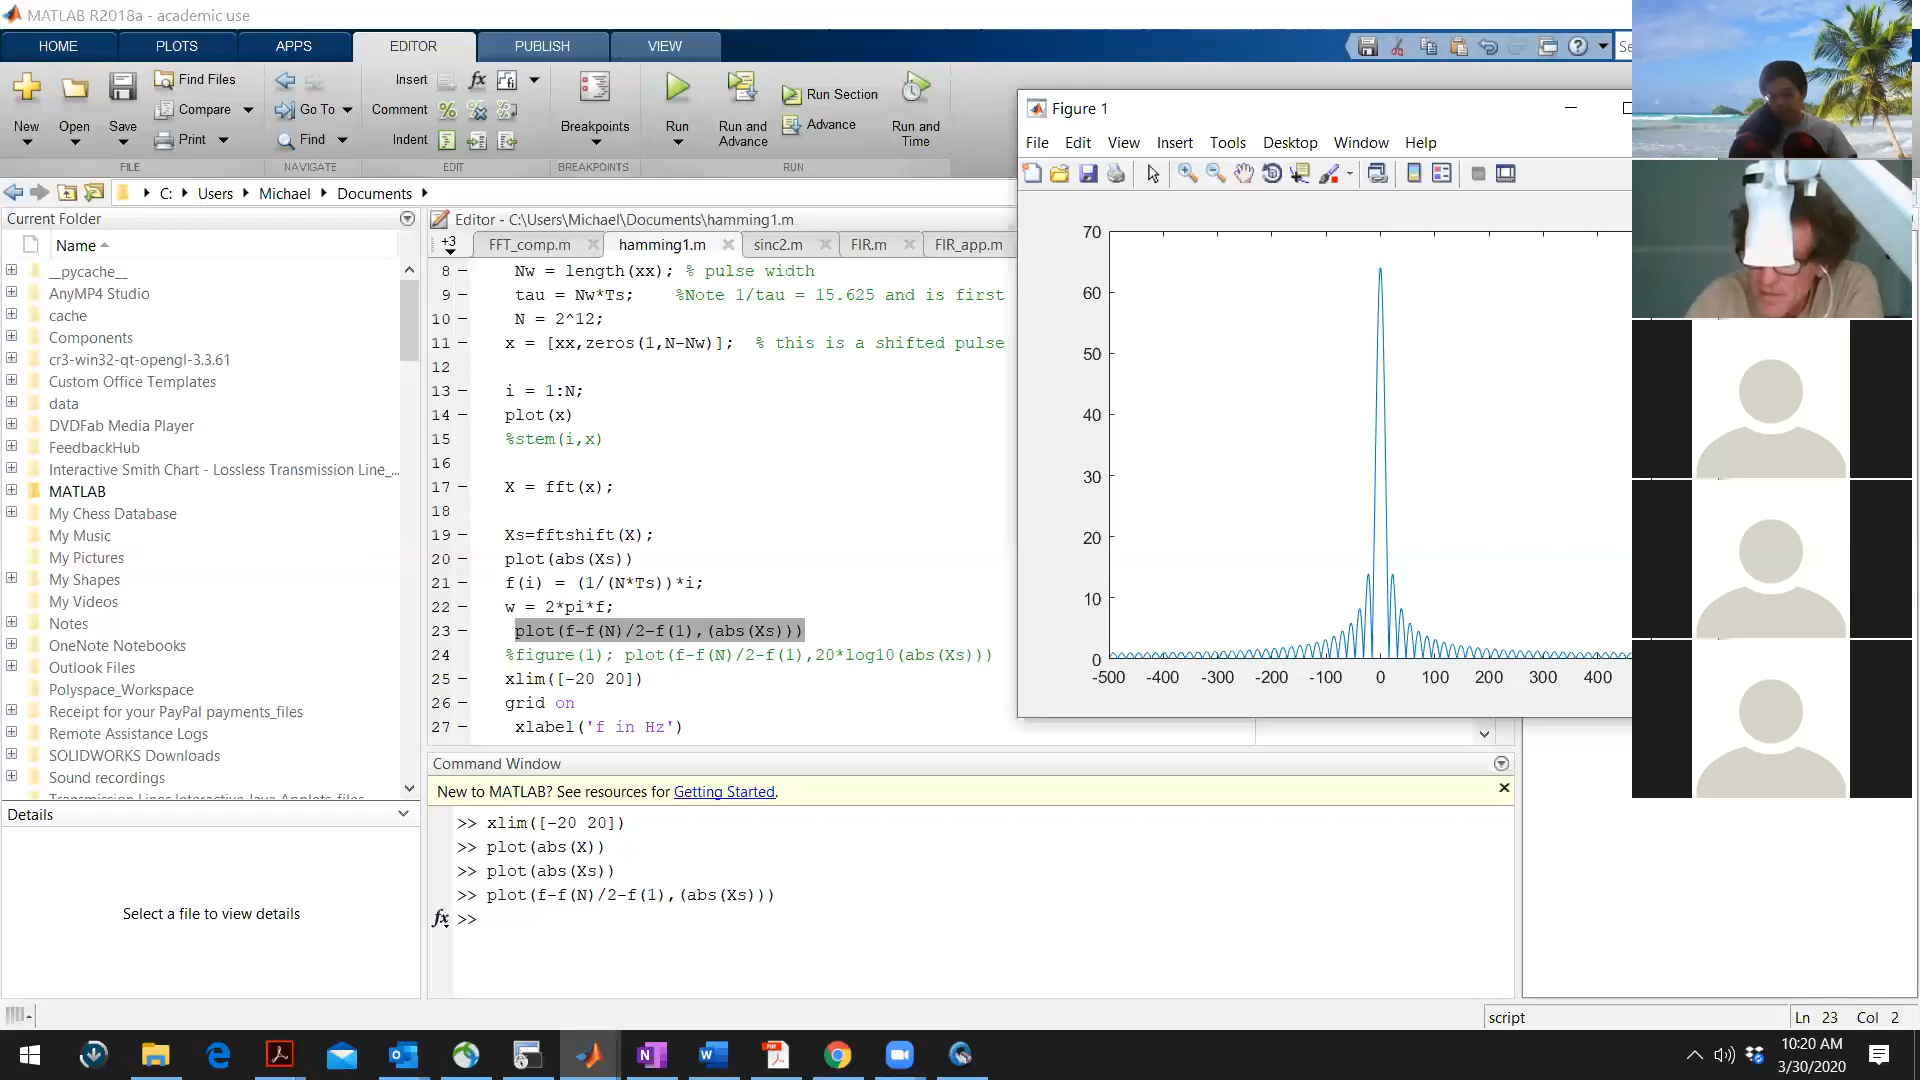 MATLAB R2018a - academic use
HOME PLOTS APPS EDITOR PUBLISH VIEW
New Open Save Find Files Compare Print
FILE
Go To Find
NAVIGATE
Insert Comment Indent
EDIT
Breakpoints
BREAKPOINTS
Run Run and Advance Run Section Advance Run and Time
RUN
C: Users Michael Documents
Current Folder
Name
__pycache__
AnyMP4 Studio
cache
Components
cr3-win32-qt-opengl-3.3.61
Custom Office Templates
data
DVDFab Media Player
FeedbackHub
Interactive Smith Chart - Lossless Transmission Line_...
MATLAB
My Chess Database
My Music
My Pictures
My Shapes
My Videos
Notes
OneNote Notebooks
Outlook Files
Polyspace_Workspace
Receipt for your PayPal payments_files
Remote Assistance Logs
SOLIDWORKS Downloads
Sound recordings
Transmission Lines Interactive Java Applets_files
Details
Select a file to view details
Editor - C:\Users\Michael\Documents\hamming1.m
+3 FFT_comp.m hamming1.m sinc2.m FIR.m FIR_app.m
8 – Nw = length(xx); % pulse width
9 – tau = Nw*Ts; %Note 1/tau = 15.625 and is first
10 – N = 2^12;
11 – x = [xx,zeros(1,N-Nw)]; % this is a shifted pulse
12
13 – i = 1:N;
14 – plot(x)
15 %stem(i,x)
16
17 – X = fft(x);
18
19 – Xs=fftshift(X);
20 – plot(abs(Xs))
21 – f(i) = (1/(N*Ts))*i;
22 – w = 2*pi*f;
23 – plot(f-f(N)/2-f(1),(abs(Xs)))
24 %figure(1); plot(f-f(N)/2-f(1),20*log10(abs(Xs)))
25 – xlim([-20 20])
26 – grid on
27 – xlabel('f in Hz')
Command Window
New to MATLAB? See resources for Getting Started.
>> xlim([-20 20])
>> plot(abs(X))
>> plot(abs(Xs))
>> plot(f-f(N)/2-f(1),(abs(Xs)))
fx >>
Figure 1
File Edit View Insert Tools Desktop Window Help
70
60
50
40
30
20
10
0
-500 -400 -300 -200 -100 0 100 200 300 400
script Ln 23 Col 2
10:20 AM
3/30/2020